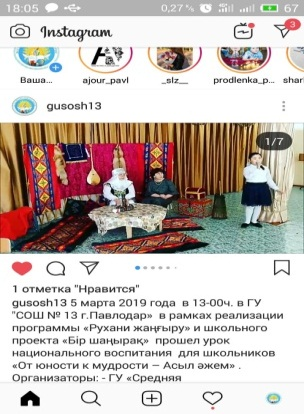 18:05
0,27%
4G
67
Instagram
3
Ваша...
ajour_pavl
_slz_
prodlenka_p...
shar
gusosh13
1/7
1 отметка "Нравится"
gusosh13 5 марта 2019 года в 13-00ч. в ГУ
"СОШ № 13 г.Павлодар» в рамках реализации
программы «Рухани жаңғыру» и школьного
проекта «Бір шаңырақ» прошел урок
национального воспитания для школьников
«От юности к мудрости – Асыл әжем» .
Организаторы: - ГУ «Средняя